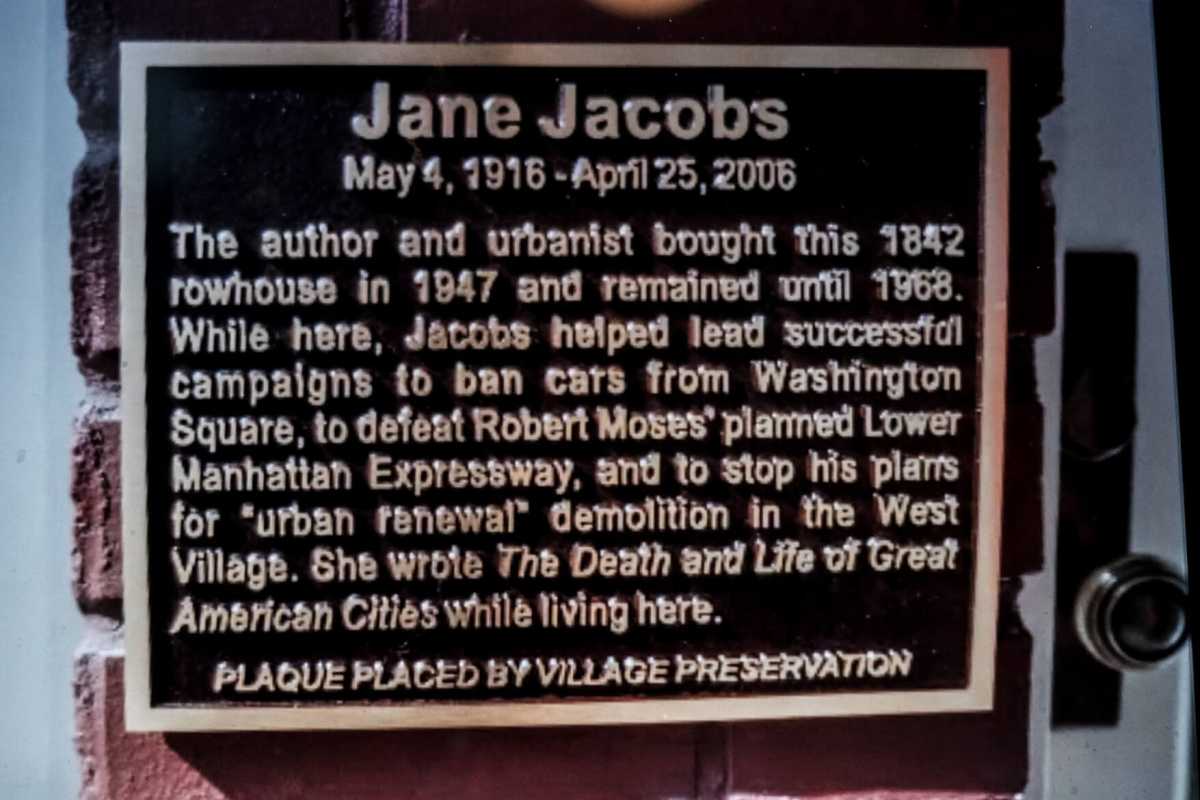 Jane Jacobs
May 4, 1916 - April 25, 2006
The author and urbanist bought this 1842
rowhouse in 1947 and remained until 1968.
While here, Jacobs helped lead successful
campaigns to ban cars from Washington
Square, to defeat Robert Moses' planned Lower
Manhattan Expressway, and to stop his plans
for "urban renewal" demolition in the West
Village. She wrote The Death and Life of Great
American Cities while living here.
PLAQUE PLACED BY VILLAGE PRESERVATION